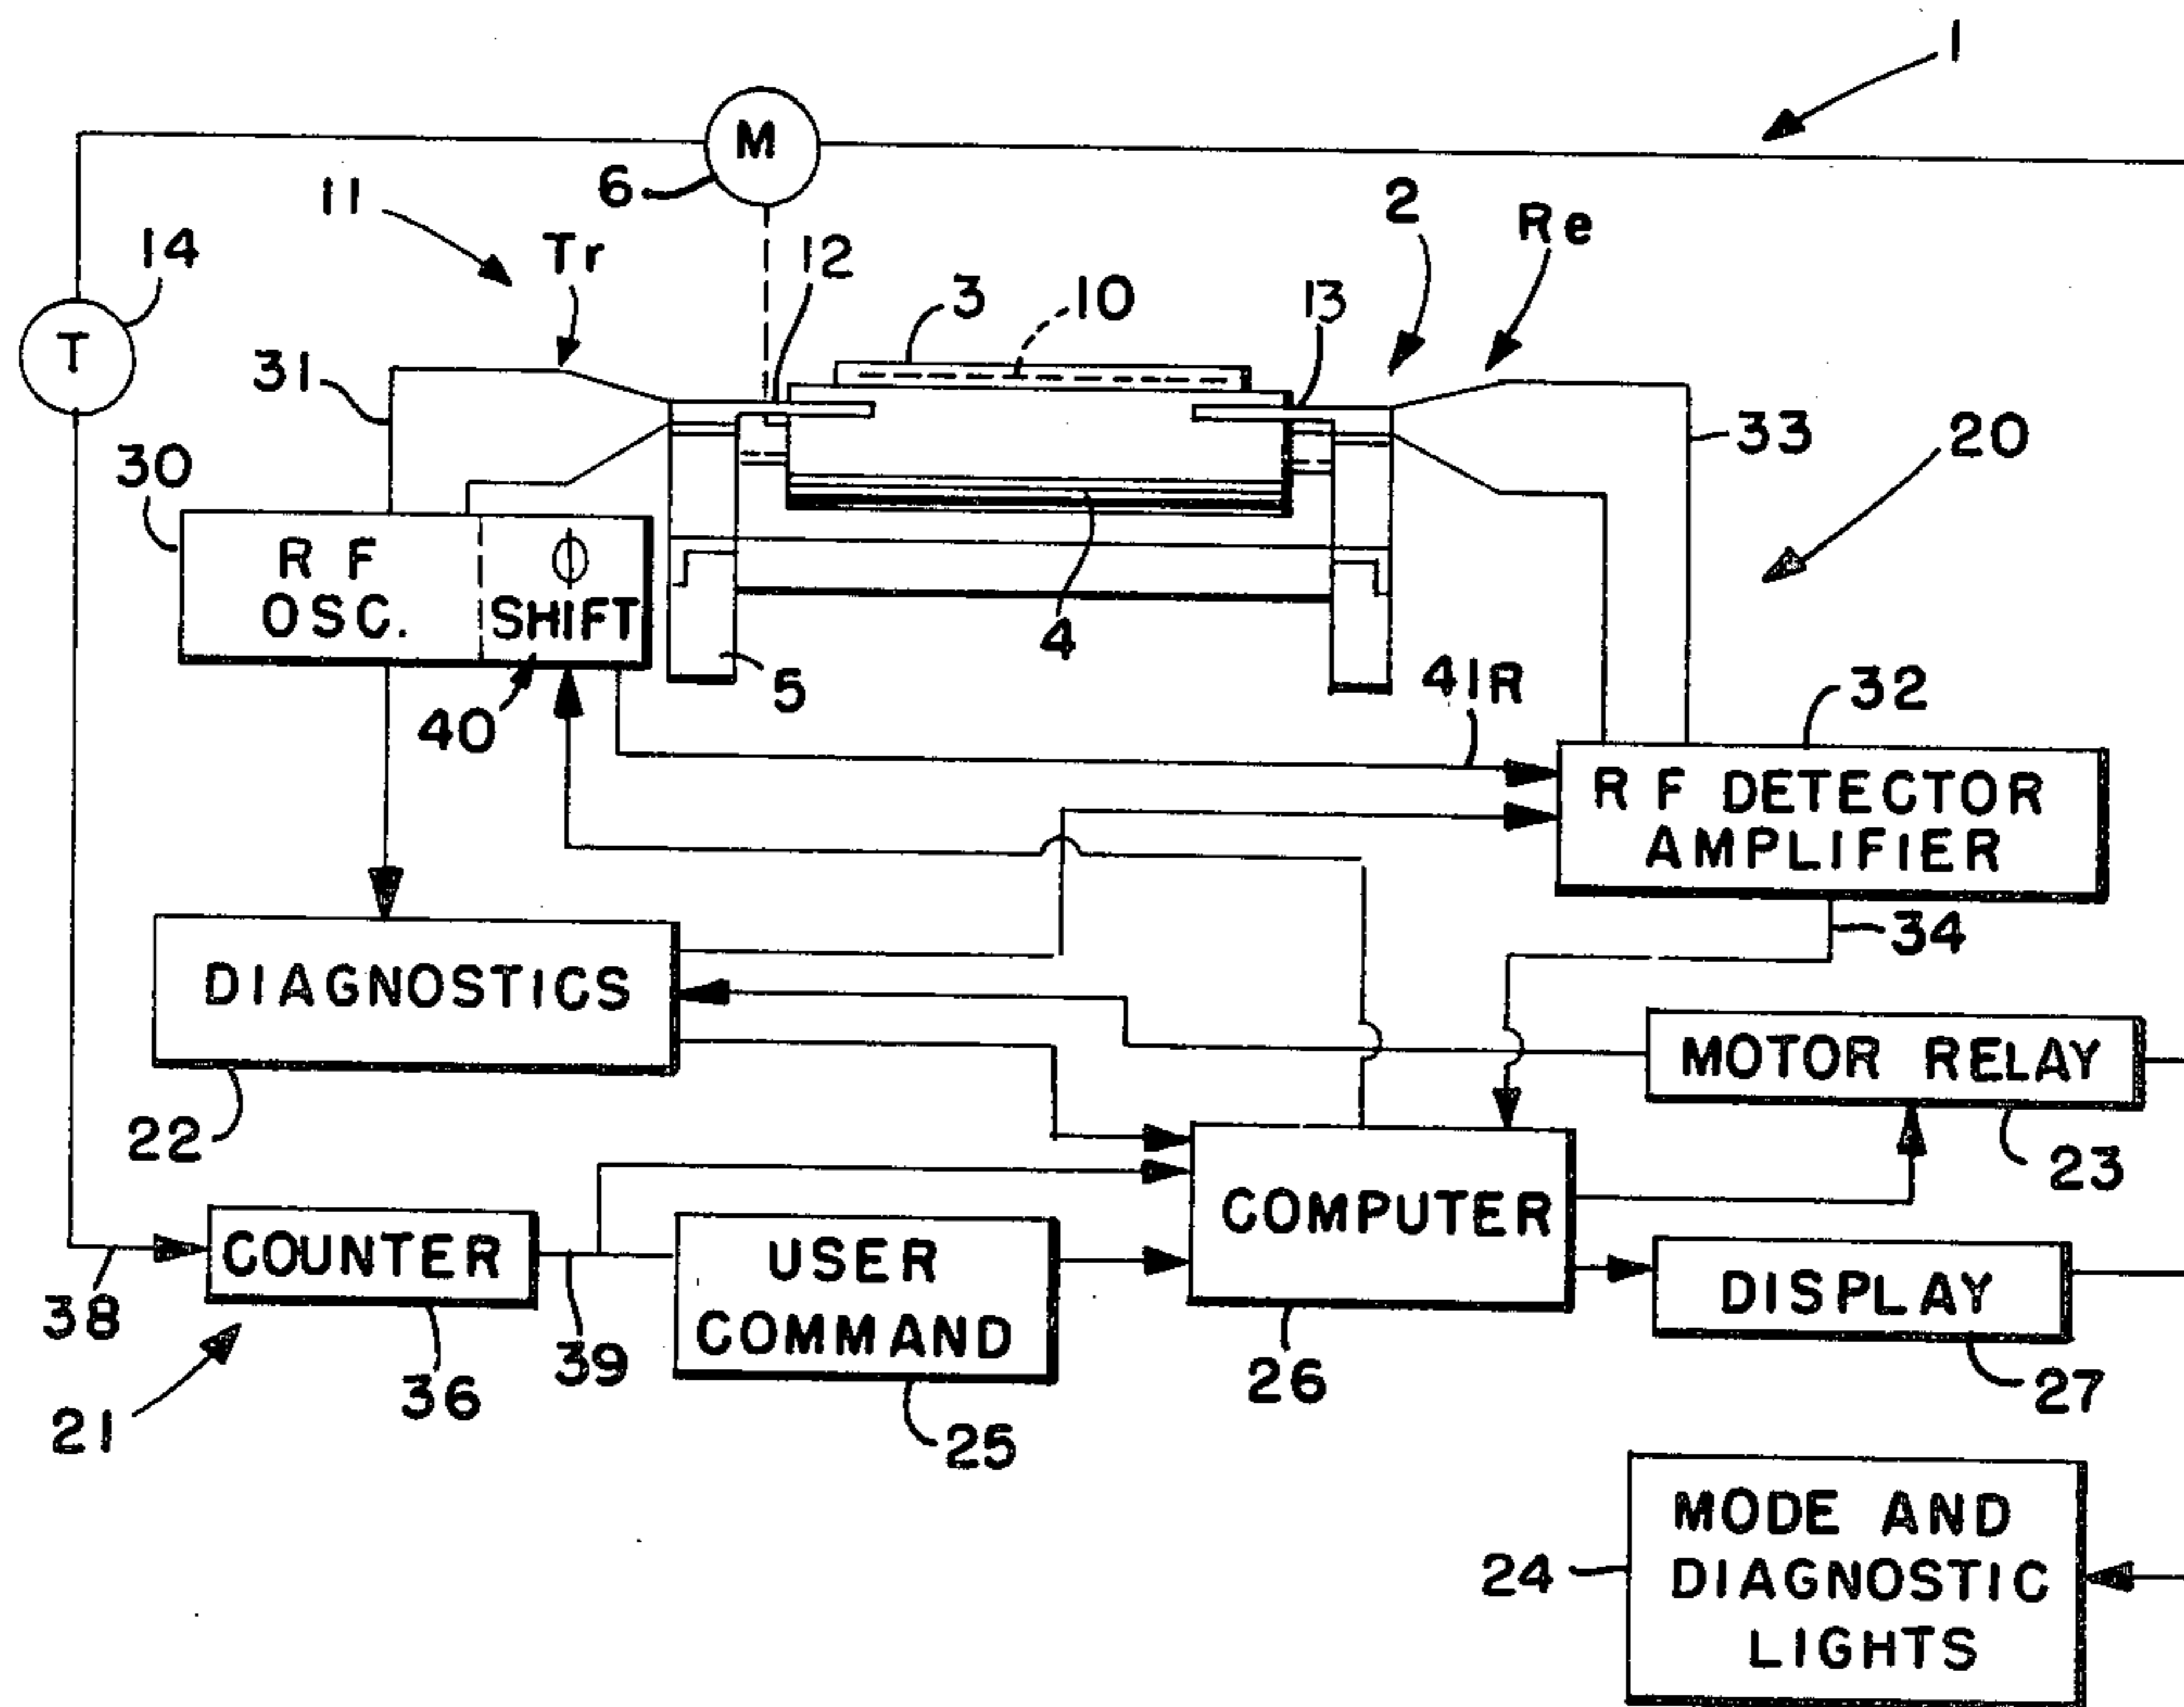 1
M
6
11
Tr
12
2
Re
14
3
10
13
T
31
33
20
30
R F
OSC.
ϕ
SHIFT
4
5
41R
32
40
R F DETECTOR
AMPLIFIER
34
DIAGNOSTICS
MOTOR RELAY
22
23
COMPUTER
COUNTER
USER
COMMAND
DISPLAY
38
39
26
36
27
21
25
MODE AND
DIAGNOSTIC
LIGHTS
24